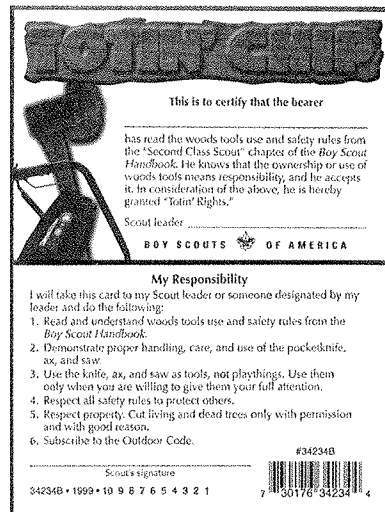 TOTIN' CHIP
This is to certify that the bearer
has read the woods tools use and safety rules from
the "Second Class Scout" chapter of the Boy Scout
Handbook. He knows that the ownership or use of
woods tools means responsibility, and he accepts
it. In consideration of the above, he is hereby
granted "Totin' Rights."
Scout leader
BOY SCOUTS OF AMERICA
My Responsibility
I will take this card to my Scout leader or someone designated by my
leader and do the following:
1. Read and understand woods tools use and safety rules from the
Boy Scout Handbook.
2. Demonstrate proper handling, care, and use of the pocketknife,
ax, and saw.
3. Use the knife, ax, and saw as tools, not playthings. Use them
only when you are willing to give them your full attention.
4. Respect all safety rules to protect others.
5. Respect property. Cut living and dead trees only with permission
and with good reason.
6. Subscribe to the Outdoor Code.
#34234B
Scout's signature
34234B • 1999 • 10 9 8 7 6 5 4 3 2 1
7 30176 34234 4